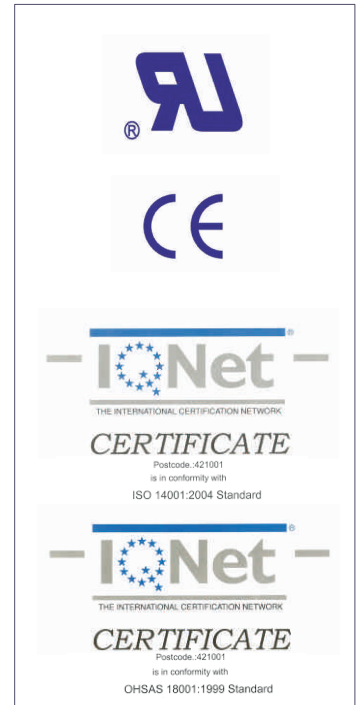 ® RU
CE
IQNet ®
THE INTERNATIONAL CERTIFICATION NETWORK
CERTIFICATE
Postcode.:421001
is in conformity with
ISO 14001:2004 Standard
IQNet ®
THE INTERNATIONAL CERTIFICATION NETWORK
CERTIFICATE
Postcode.:421001
is in conformity with
OHSAS 18001:1999 Standard